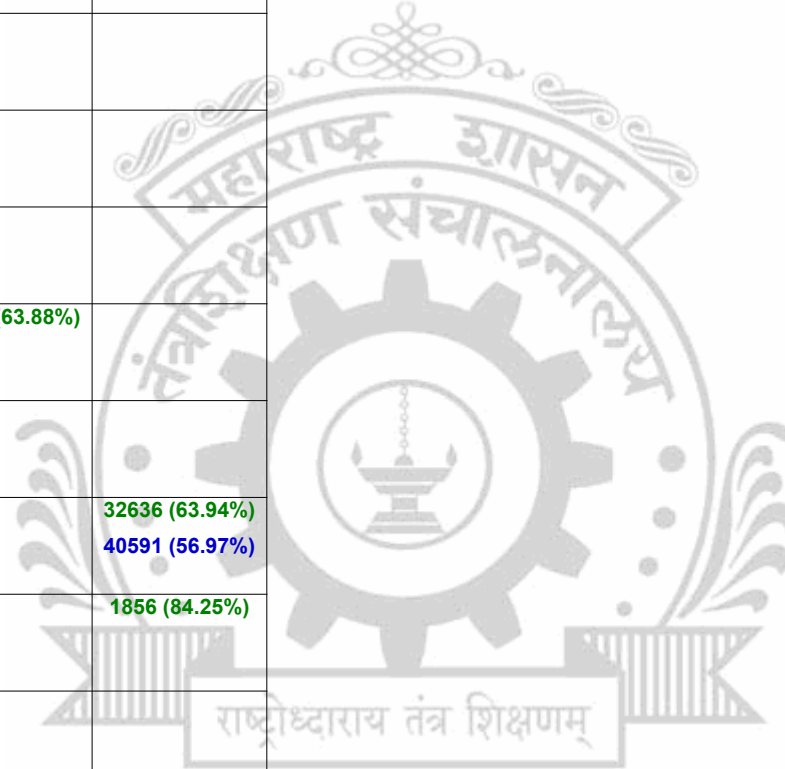 महाराष्ट्र शासन
तंत्रशिक्षण संचालनालय
63.88%)
32636 (63.94%)
40591 (56.97%)
1856 (84.25%)
राष्ट्रोध्दाराय तंत्र शिक्षणम्